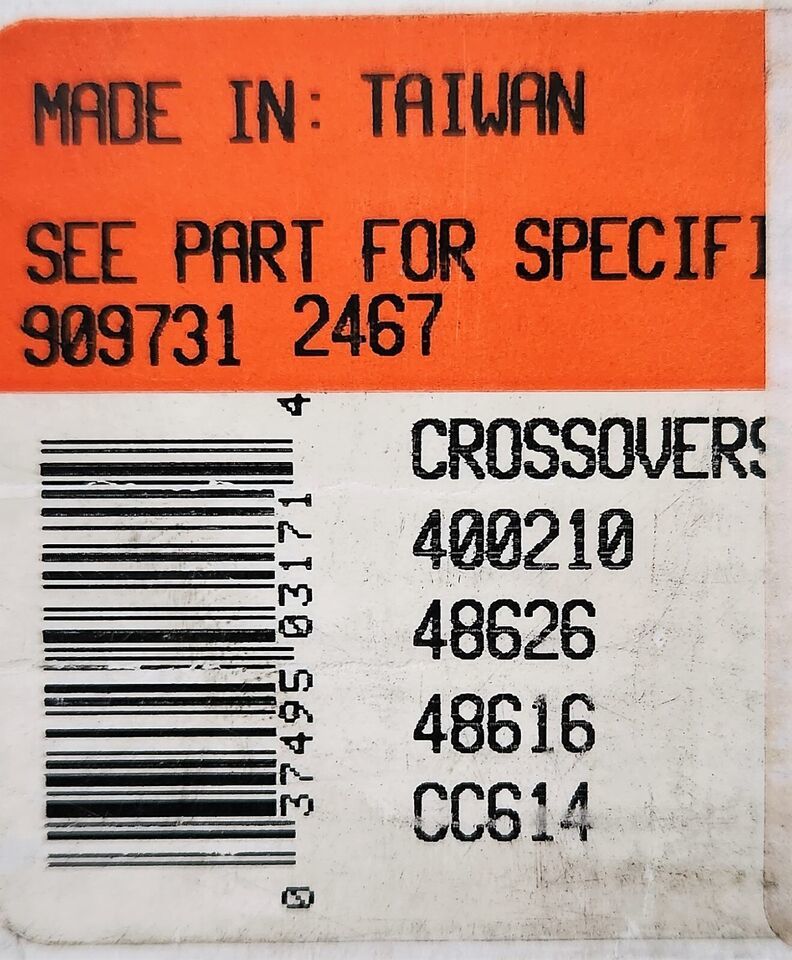 MADE IN: TAIWAN
SEE PART FOR SPECIFI
909731 2467
CROSSOVERS
400210
48626
48616
CC614
0 37495 03171 4